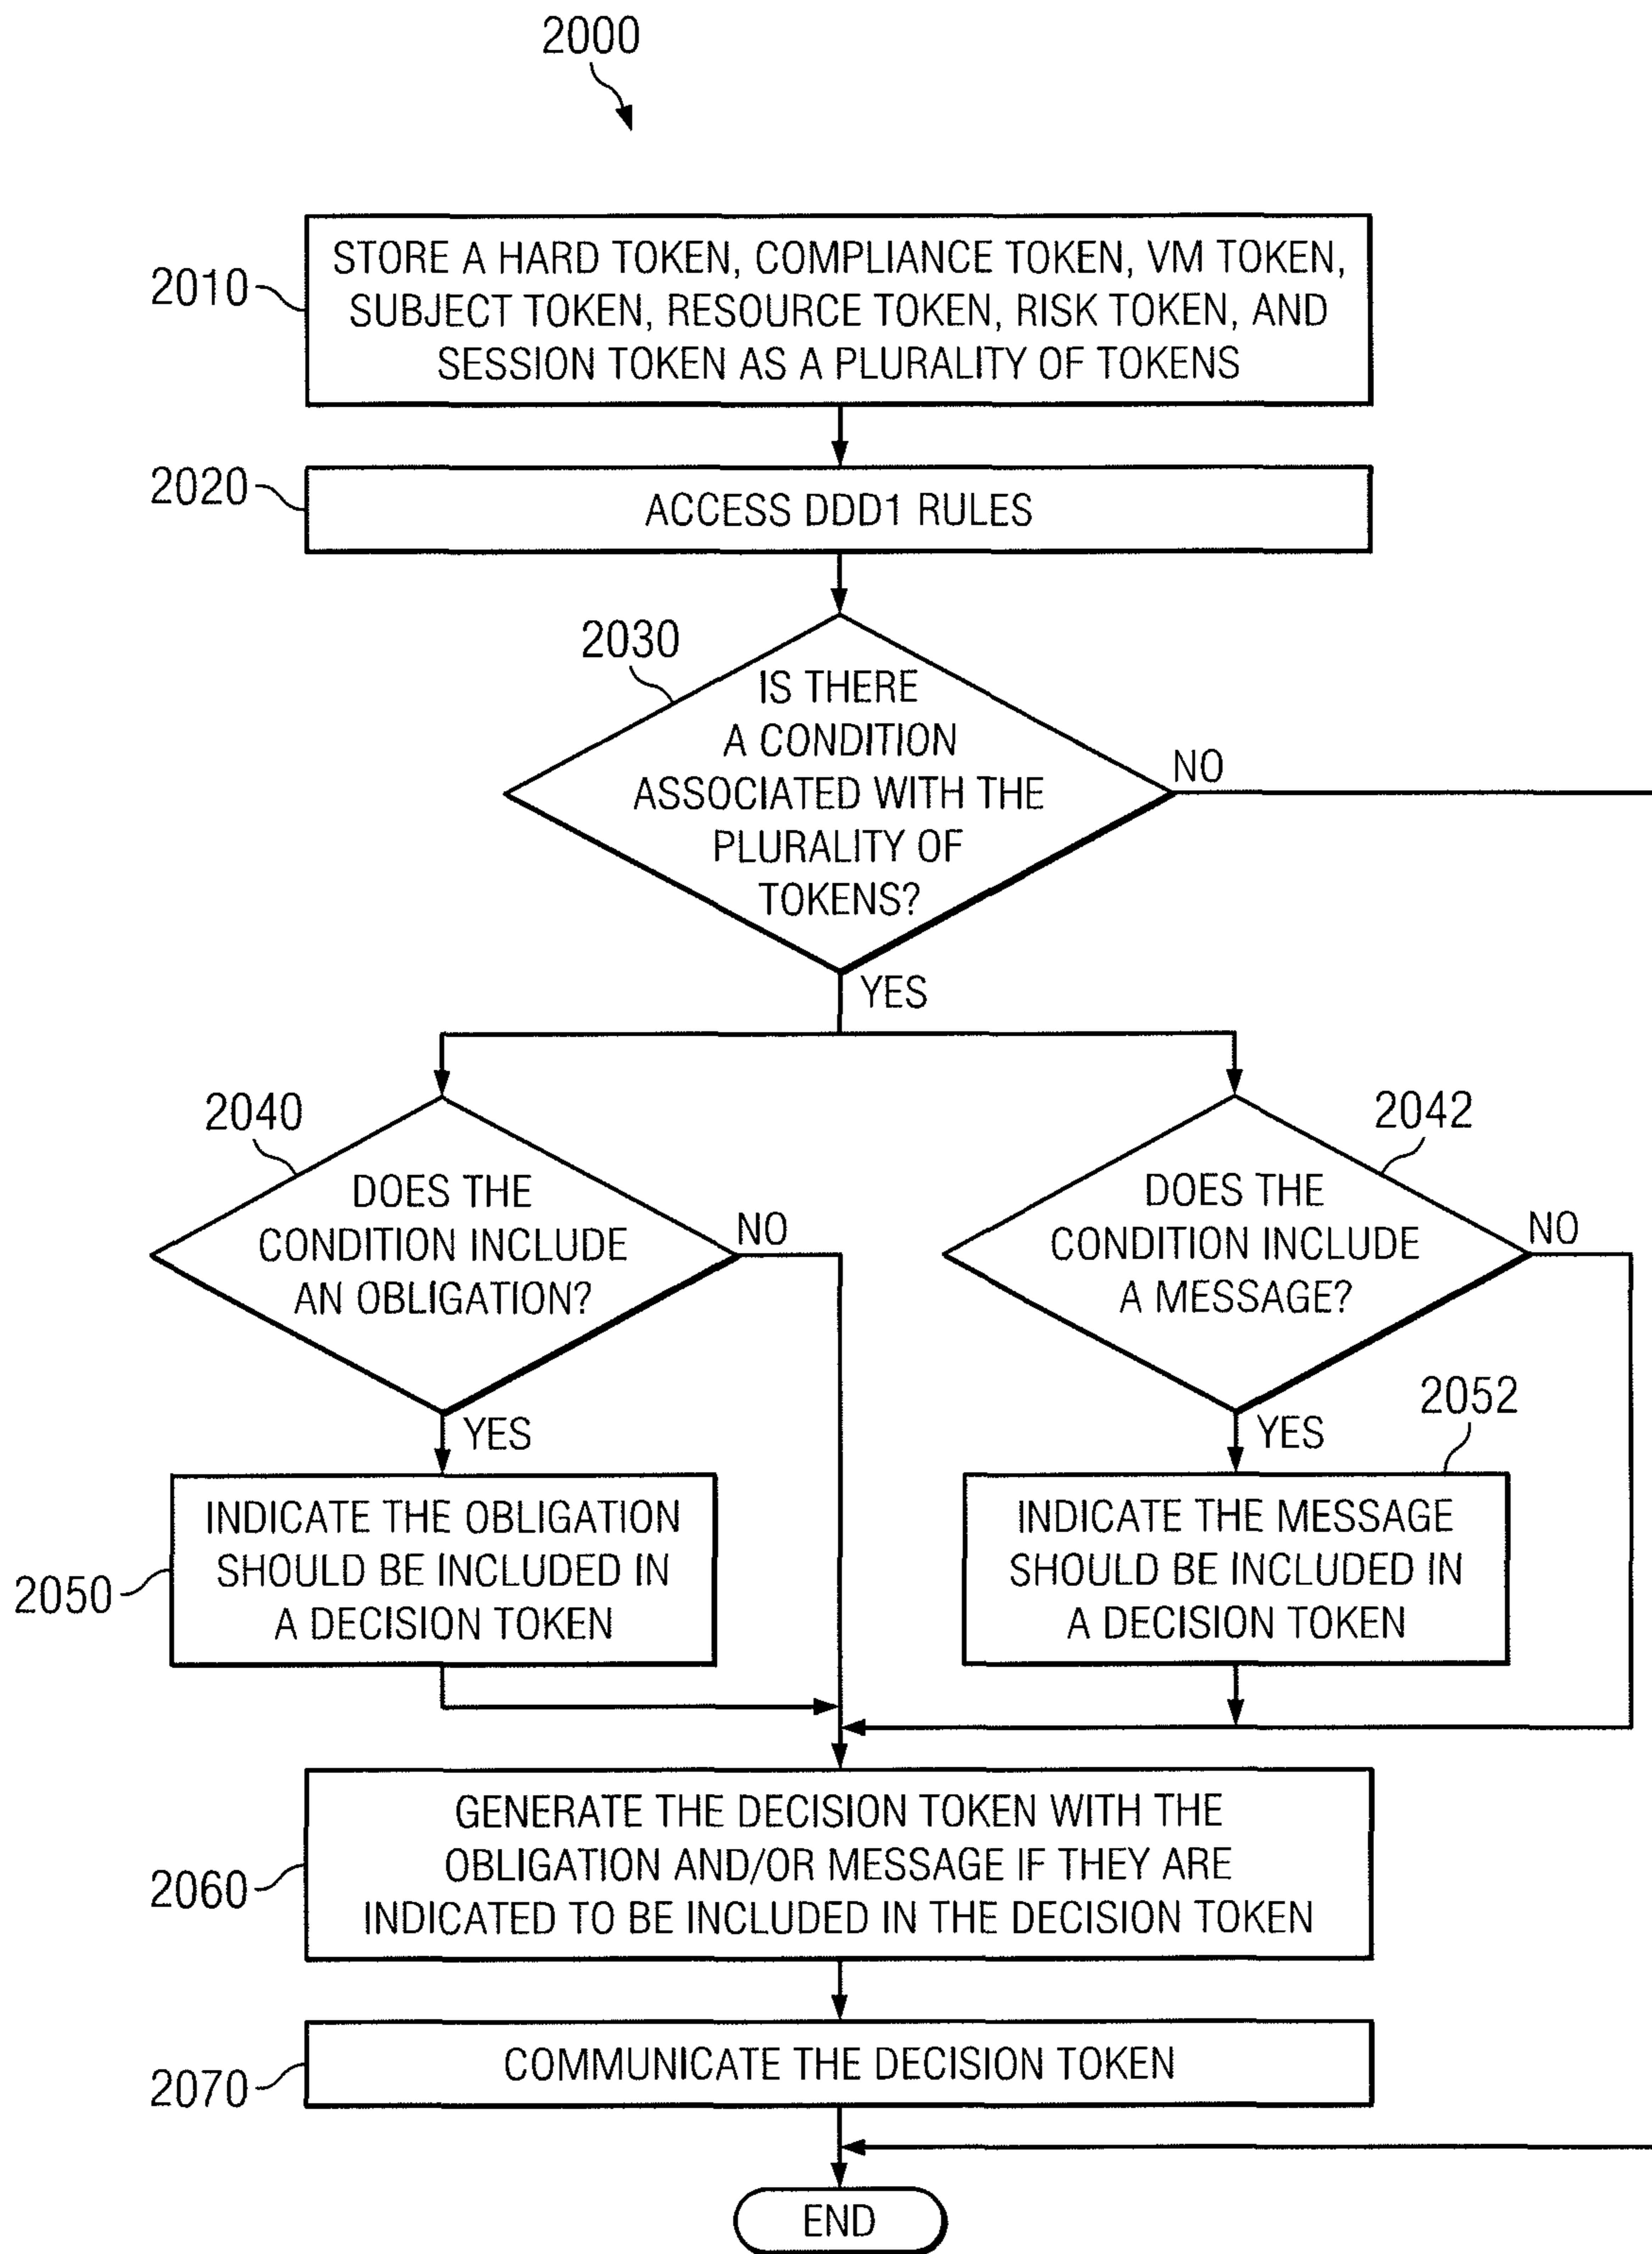 2000
2010
STORE A HARD TOKEN, COMPLIANCE TOKEN, VM TOKEN,
SUBJECT TOKEN, RESOURCE TOKEN, RISK TOKEN, AND
SESSION TOKEN AS A PLURALITY OF TOKENS
2020
ACCESS DDD1 RULES
2030
IS THERE
A CONDITION
ASSOCIATED WITH THE
PLURALITY OF
TOKENS?
NO
YES
2040
DOES THE
CONDITION INCLUDE
AN OBLIGATION?
NO
YES
2042
DOES THE
CONDITION INCLUDE
A MESSAGE?
NO
YES
2050
INDICATE THE OBLIGATION
SHOULD BE INCLUDED IN
A DECISION TOKEN
2052
INDICATE THE MESSAGE
SHOULD BE INCLUDED IN
A DECISION TOKEN
2060
GENERATE THE DECISION TOKEN WITH THE
OBLIGATION AND/OR MESSAGE IF THEY ARE
INDICATED TO BE INCLUDED IN THE DECISION TOKEN
2070
COMMUNICATE THE DECISION TOKEN
END